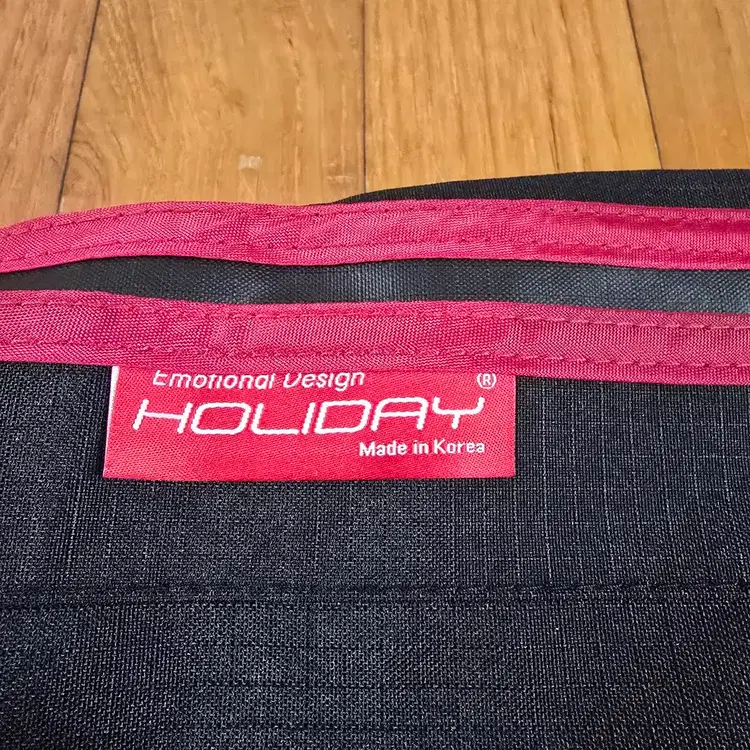 Emotional Design
®
HOLIDAY
Made in Korea